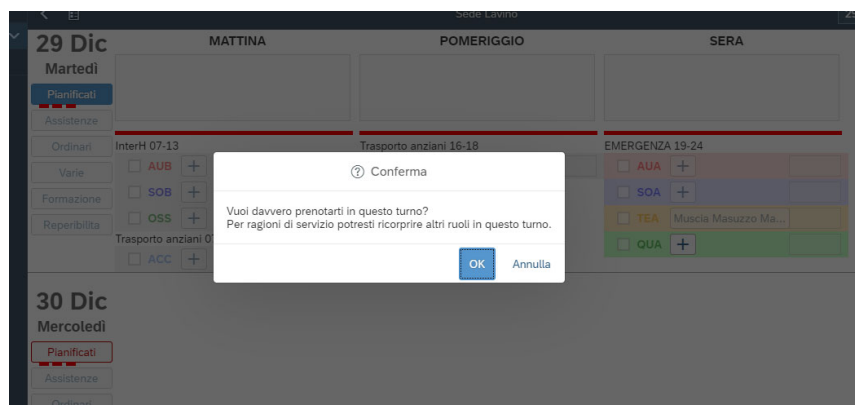 Sede Lavino
29 Dic
Martedì
MATTINA
POMERIGGIO
SERA
Pianificati
Assistenze
Ordinari
Varie
Formazione
Reperibilita
InterH 07-13
AUB +
SOB +
OSS +
Trasporto anziani 0
ACC +
Trasporto anziani 16-18
EMERGENZA 19-24
AUA +
SOA +
TEA Muscia Masuzzo Ma...
QUA +
Conferma
Vuoi davvero prenotarti in questo turno?
Per ragioni di servizio potresti ricorprire altri ruoli in questo turno.
OK Annulla
30 Dic
Mercoledì
Pianificati
Assistenze
Ordinari